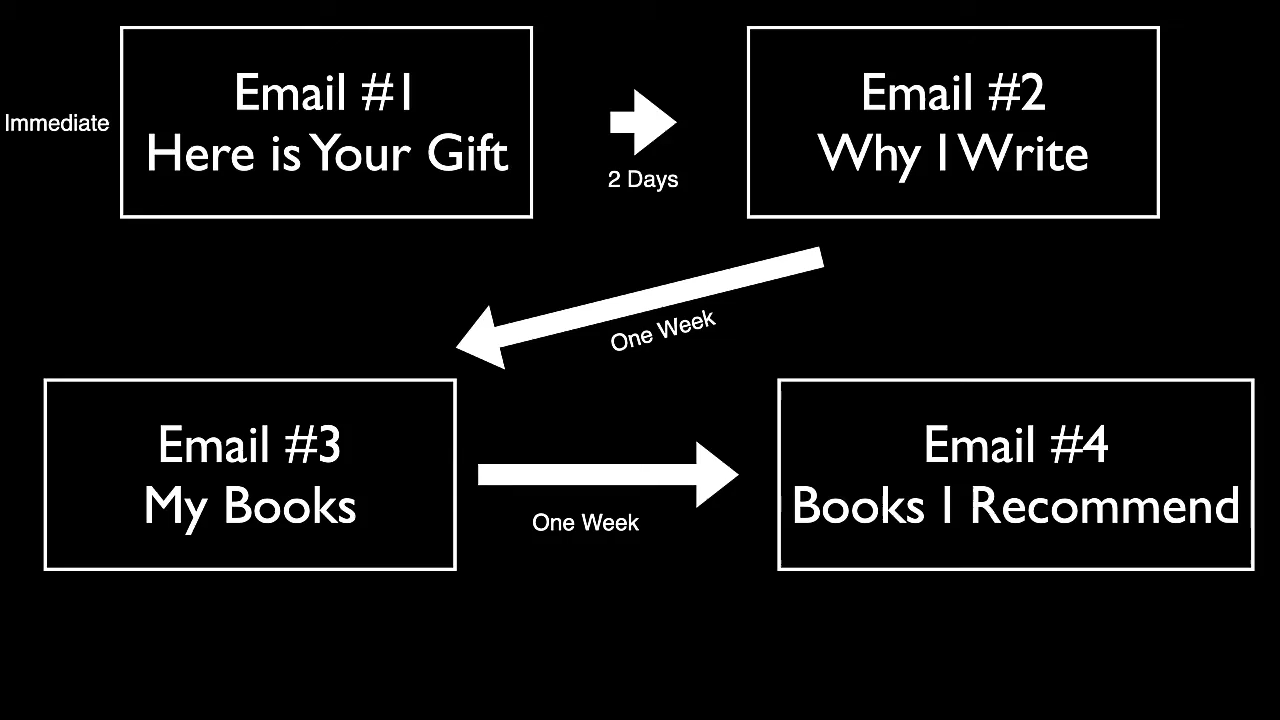 Immediate
Email #1
Here is Your Gift
2 Days
Email #2
Why I Write
One Week
Email #3
My Books
One Week
Email #4
Books I Recommend